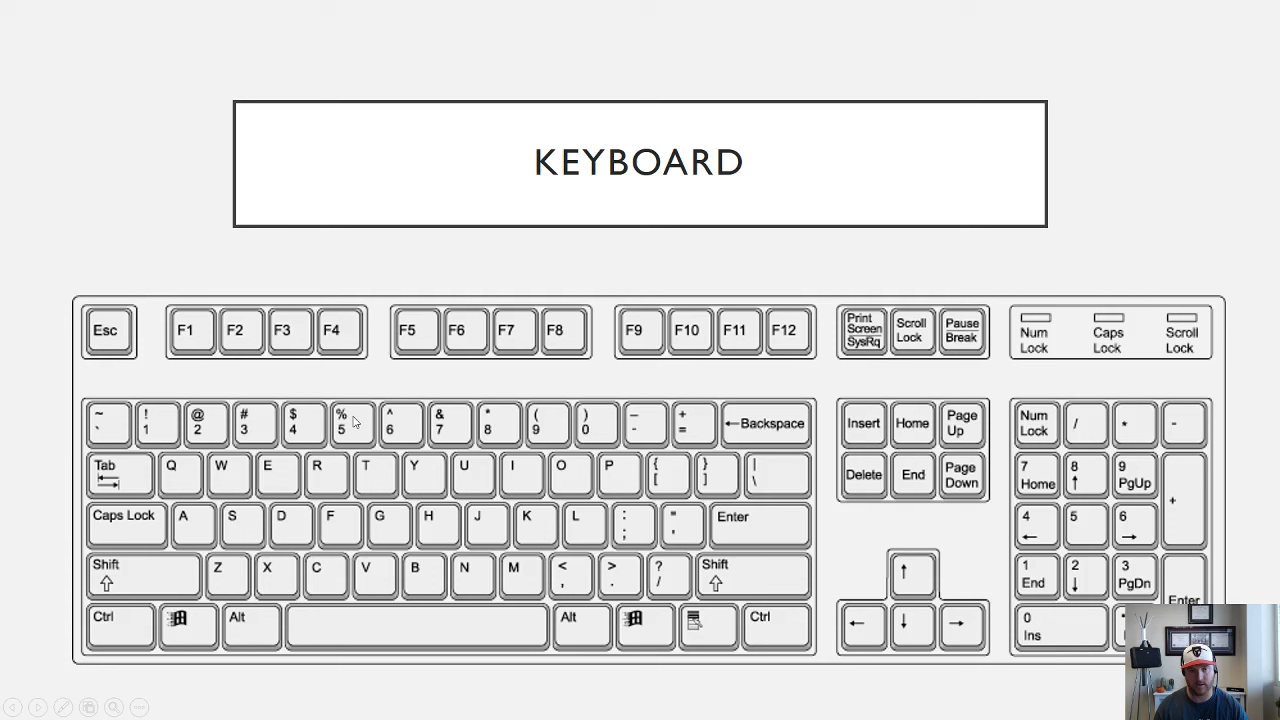 KEYBOARD
Esc F1 F2 F3 F4 F5 F6 F7 F8 F9 F10 F11 F12 Print Screen SysRq Scroll Lock Pause Break Num Lock Caps Lock Scroll Lock
~ ` ! 1 @ 2 # 3 $ 4 % 5 ^ 6 & 7 * 8 ( 9 ) 0 – - + = ←Backspace Insert Home Page Up Num Lock / * -
Tab Q W E R T Y U I O P { [ } ] | \ Delete End Page Down 7 Home 8 ↑ 9 PgUp +
Caps Lock A S D F G H J K L : ; " ' Enter 4 ← 5 6 →
Shift Z X C V B N M < , > . ? / Shift ↑ 1 End 2 ↓ 3 PgDn Enter
Ctrl Alt Alt Ctrl ← ↓ → 0 Ins